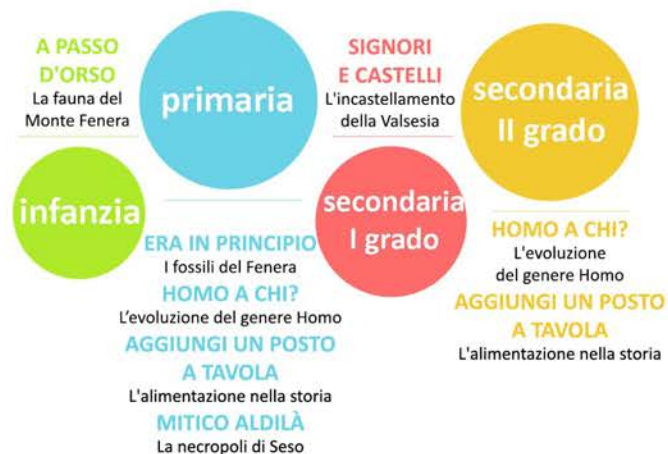 A PASSO
D'ORSO
La fauna del
Monte Fenera
infanzia
primaria
ERA IN PRINCIPIO
I fossili del Fenera
HOMO A CHI?
L'evoluzione del genere Homo
AGGIUNGI UN POSTO
A TAVOLA
L'alimentazione nella storia
MITICO ALDILÀ
La necropoli di Seso
SIGNORI
E CASTELLI
L'incastellamento
della Valsesia
secondaria
I grado
secondaria
II grado
HOMO A CHI?
L'evoluzione
del genere Homo
AGGIUNGI UN POSTO
A TAVOLA
L'alimentazione nella storia